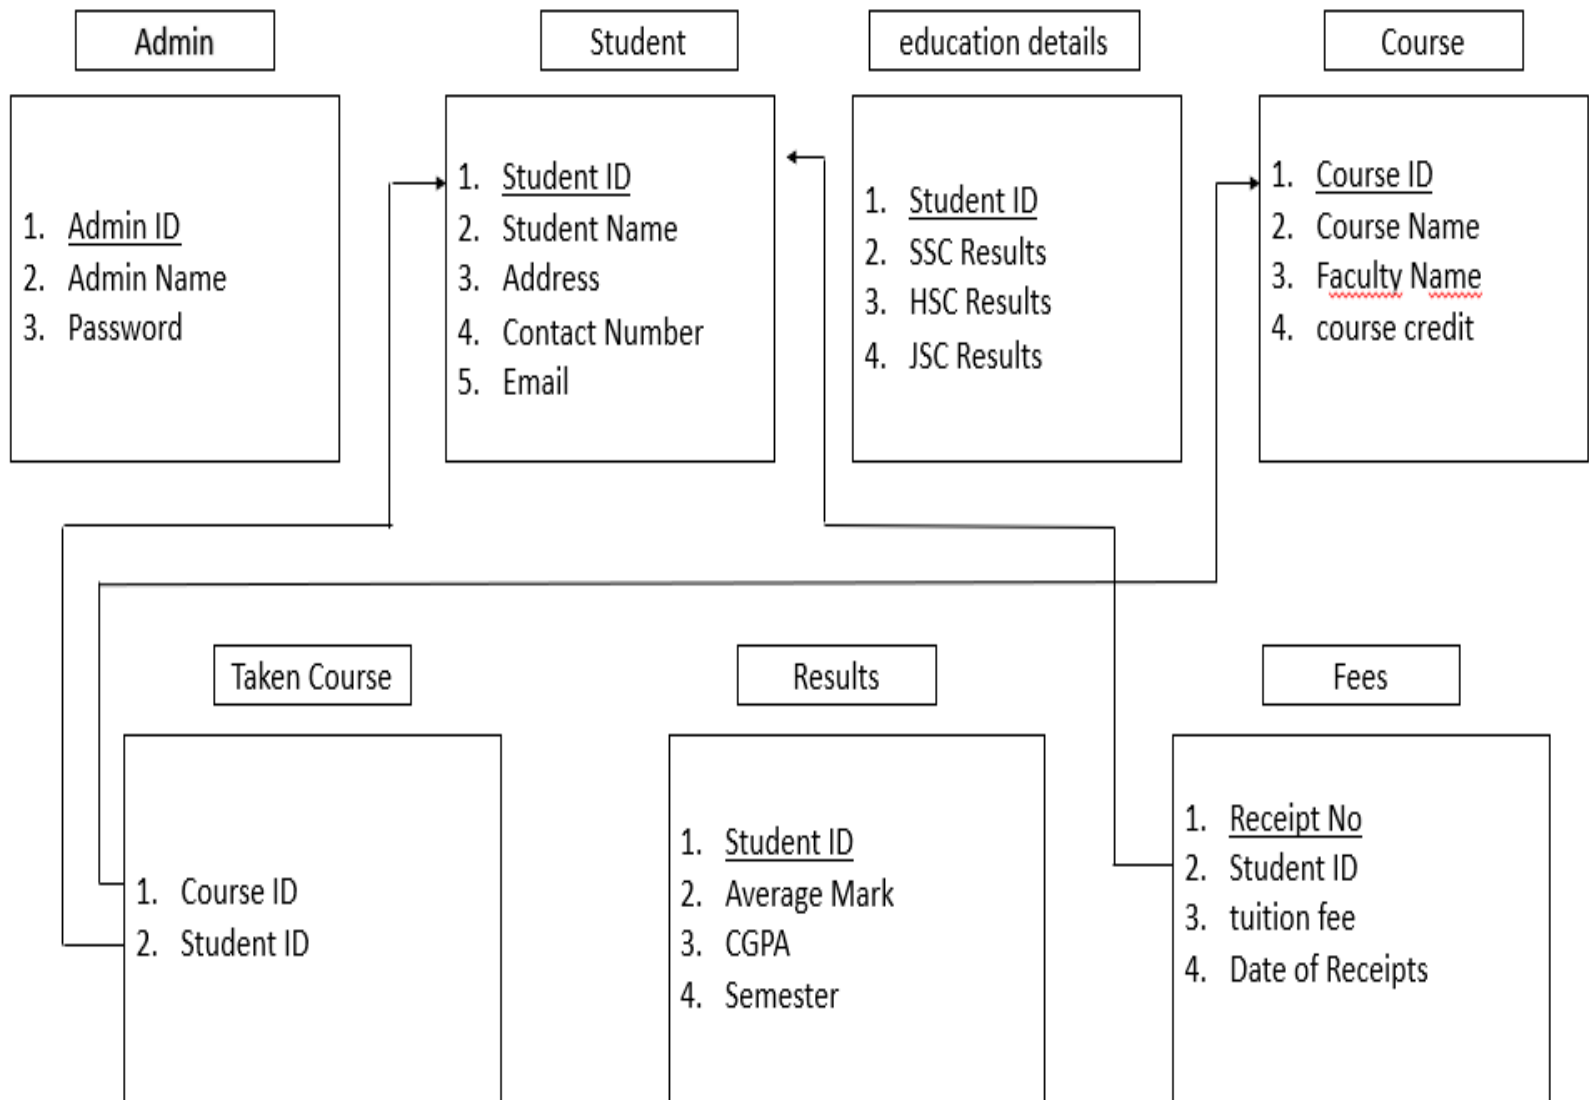 Admin
1. Admin ID
2. Admin Name
3. Password
Student
1. Student ID
2. Student Name
3. Address
4. Contact Number
5. Email
education details
1. Student ID
2. SSC Results
3. HSC Results
4. JSC Results
Course
1. Course ID
2. Course Name
3. Faculty Name
4. course credit
Taken Course
1. Course ID
2. Student ID
Results
1. Student ID
2. Average Mark
3. CGPA
4. Semester
Fees
1. Receipt No
2. Student ID
3. tuition fee
4. Date of Receipts